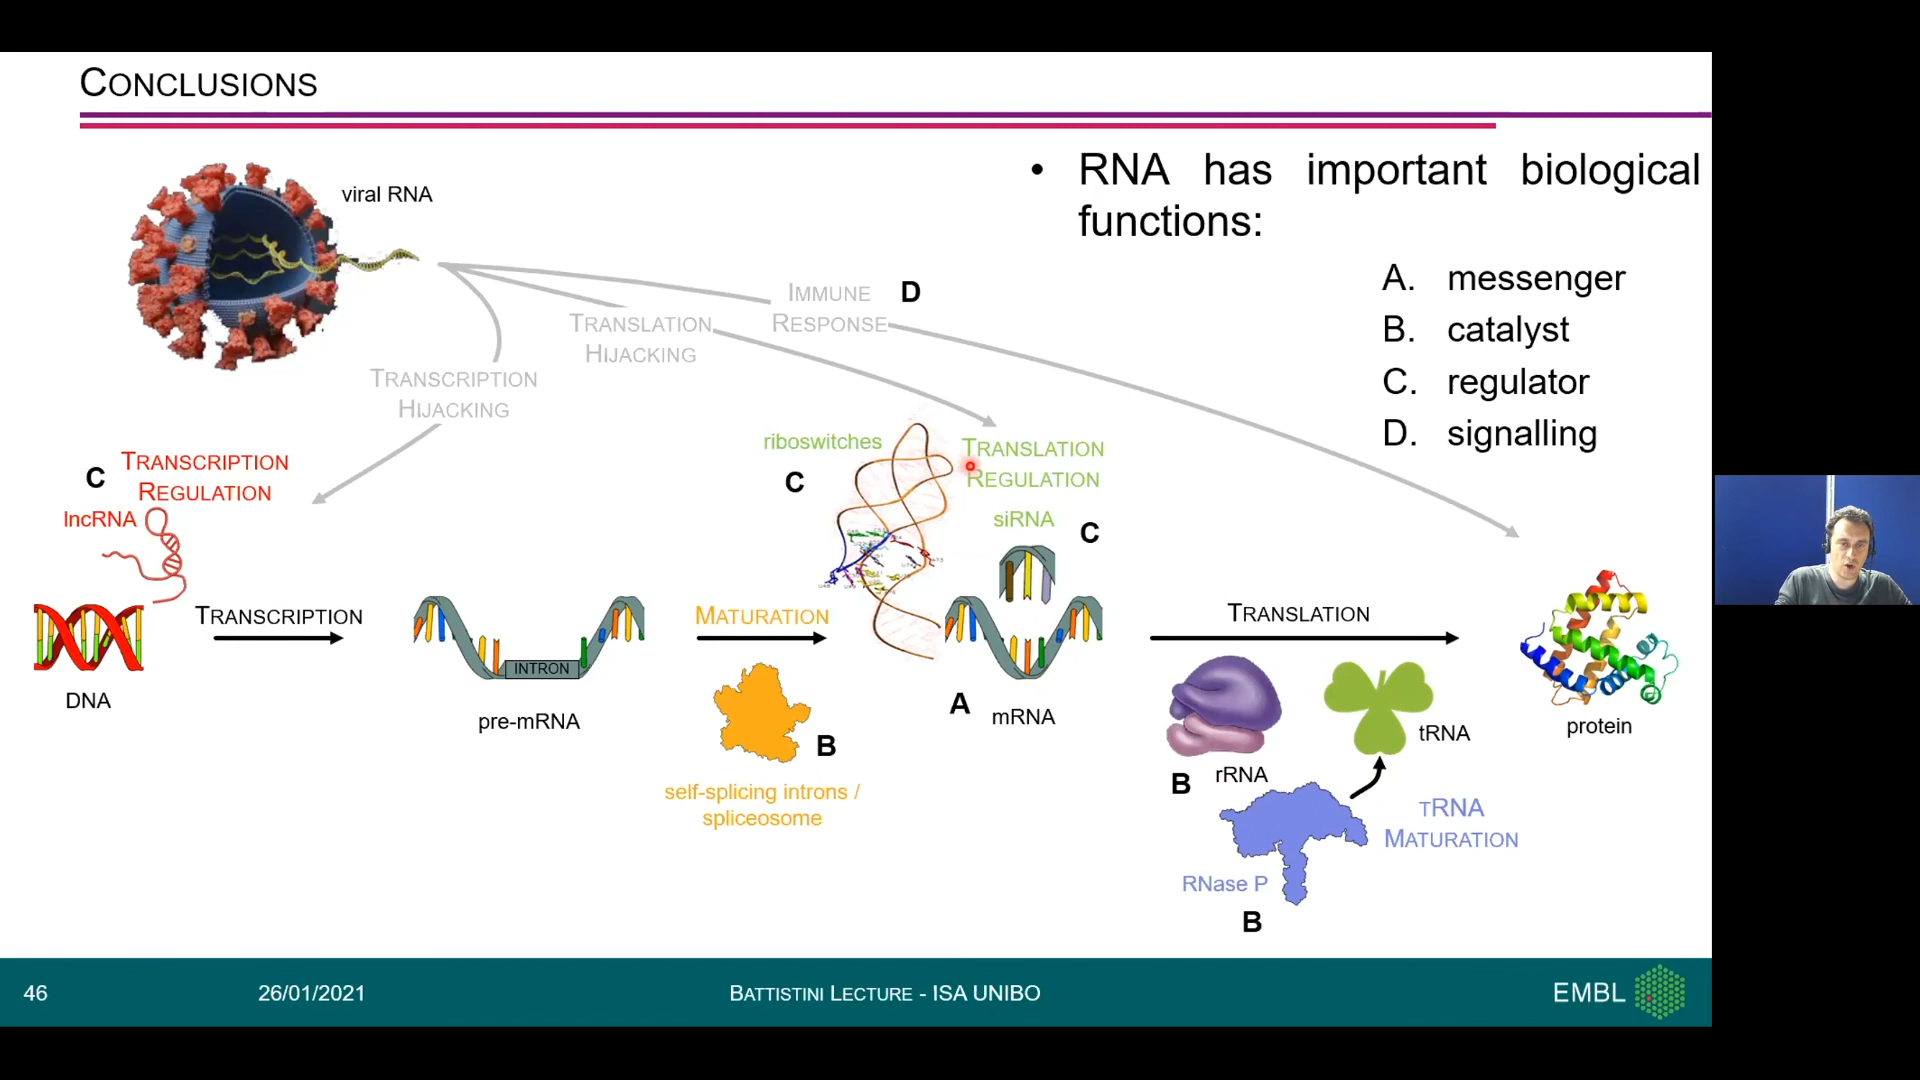 CONCLUSIONS
viral RNA
• RNA has important biological
functions:
A. messenger
B. catalyst
C. regulator
D. signalling
IMMUNE
RESPONSE
D
TRANSLATION
HIJACKING
TRANSCRIPTION
HIJACKING
C
TRANSCRIPTION
REGULATION
lncRNA
riboswitches
C
TRANSLATION
REGULATION
siRNA
C
DNA
TRANSCRIPTION
INTRON
pre-mRNA
MATURATION
B
self-splicing introns /
spliceosome
A
mRNA
TRANSLATION
B
rRNA
tRNA
protein
TRNA
MATURATION
RNase P
B
46
26/01/2021
BATTISTINI LECTURE - ISA UNIBO
EMBL